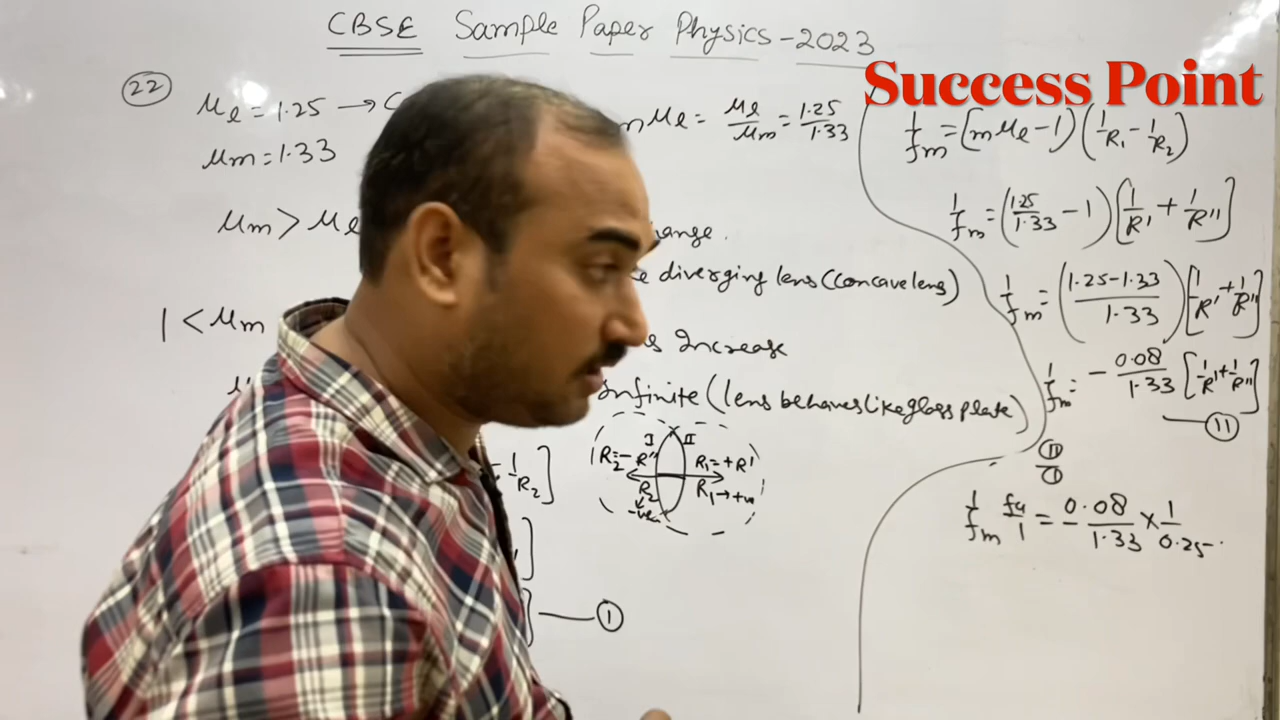 CBSE Sample Paper Physics-2023
Success Point
22
μl = 1.25 → C
μm = 1.33
μm > μl
ange.
diverging lens (Concave lens)
1 < μm
Increase
Infinite (lens behaves like glass plate)
1/R2]
I II
R2=-R'' R1=+R'
R2 R1→+ve
-ve
1
mμl = μl/μm = 1.25/1.33
1/fm = (mμl - 1)(1/R1 - 1/R2)
1/fm = (1.25/1.33 - 1)[1/R' + 1/R'']
1/fm = (1.25-1.33/1.33)[1/R' + 1/R'']
1/fm = -0.08/1.33 [1/R' + 1/R'']
11
11/1
1/fm fa/1 = -0.08/1.33 × 1/0.25